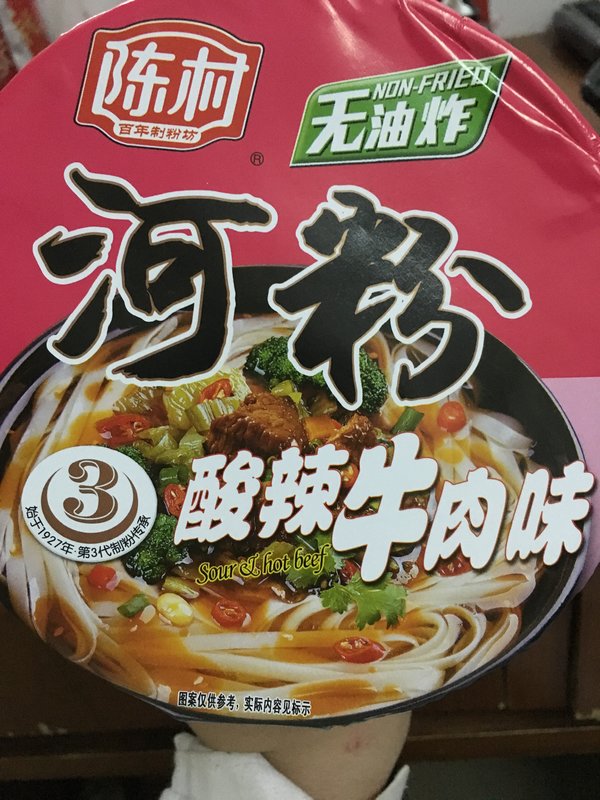 陈村
百年制粉坊
®
NON-FRIED
无油炸
河粉
3
始于1927年·第3代制粉传承
酸辣牛肉味
Sour & hot beef
图案仅供参考，实际内容见标示